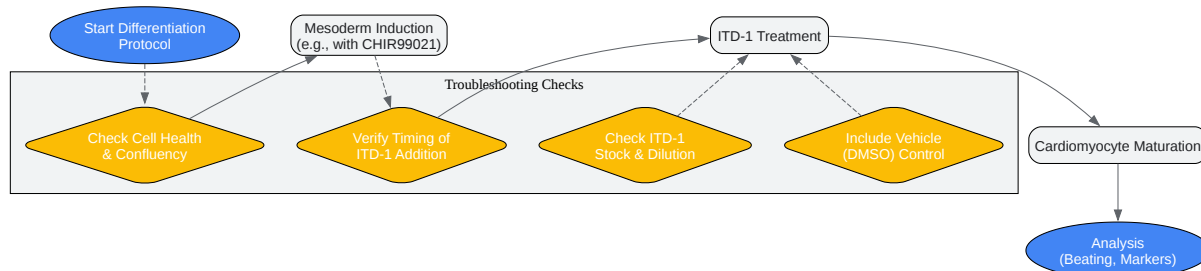 Start Differentiation
Protocol
Mesoderm Induction
(e.g., with CHIR99021)
ITD-1 Treatment
Troubleshooting Checks
Check Cell Health
& Confluency
Verify Timing of
ITD-1 Addition
Check ITD-1
Stock & Dilution
Include Vehicle
(DMSO) Control
Cardiomyocyte Maturation
Analysis
(Beating, Markers)